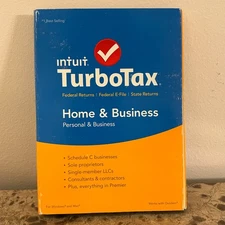 intuit
TurboTax
Federal Returns | Federal E-File | State Returns
Home & Business
Personal & Business
• Schedule C businesses
• Sole proprietors
• Single member LLCs
• Consultants & contractors
• Plus, everything in Premier